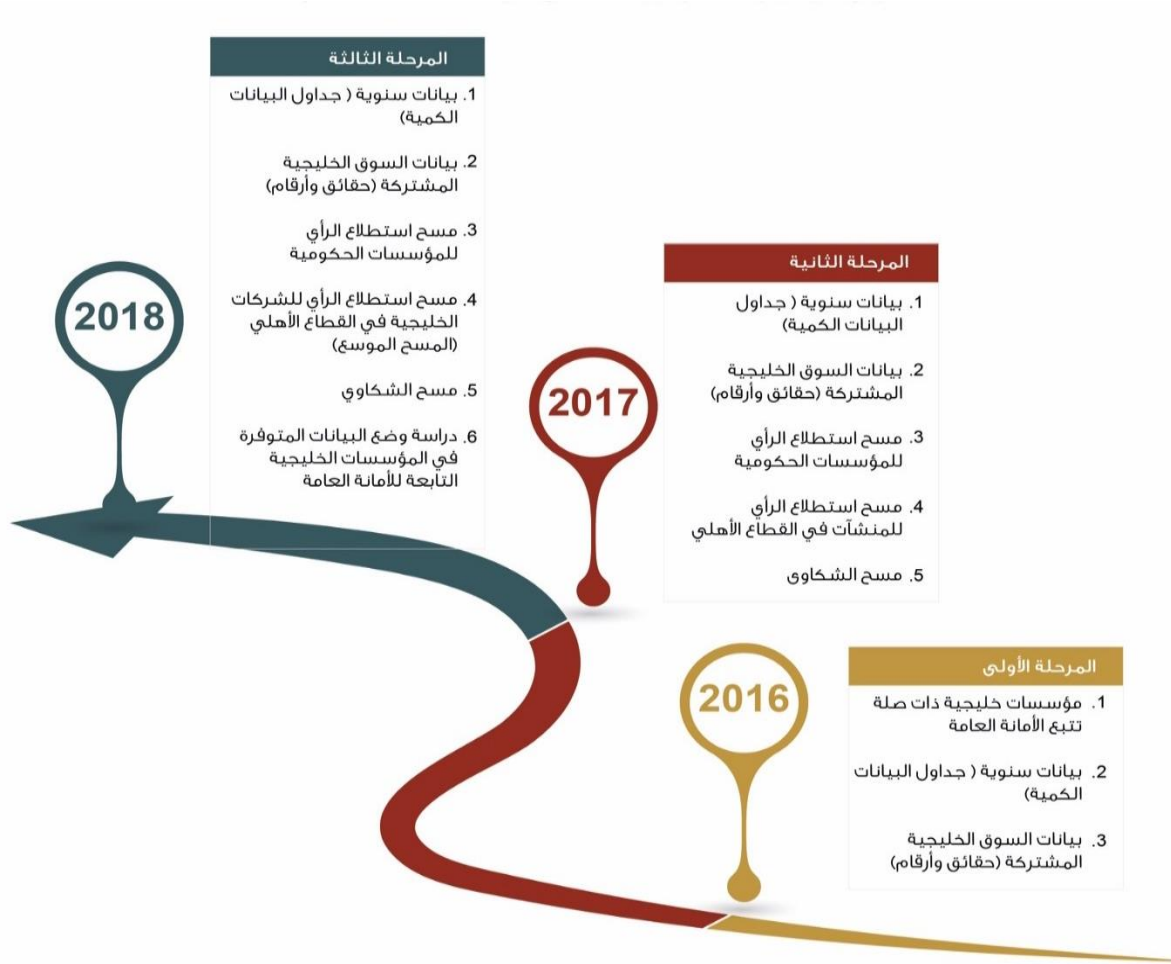 المرحلة الثالثة
1. بيانات سنوية ( جداول البيانات
الكمية)
2. بيانات السوق الخليجية
المشتركة (حقائق وأرقام)
3. مسح استطلاع الرأي
للمؤسسات الحكومية
4. مسح استطلاع الرأي للشركات
الخليجية في القطاع الأهلي
(المسح الموسع)
5. مسح الشكاوي
6. دراسة وضع البيانات المتوفرة
في المؤسسات الخليجية
التابعة للأمانة العامة
2018
المرحلة الثانية
1. بيانات سنوية ( جداول
البيانات الكمية)
2. بيانات السوق الخليجية
المشتركة (حقائق وأرقام)
3. مسح استطلاع الرأي
للمؤسسات الحكومية
4. مسح استطلاع الرأي
للمنشآت في القطاع الأهلي
5. مسح الشكاوى
2017
المرحلة الأولى
1. مؤسسات خليجية ذات صلة
تتبع الأمانة العامة
2. بيانات سنوية ( جداول البيانات
الكمية)
3. بيانات السوق الخليجية
المشتركة (حقائق وأرقام)
2016